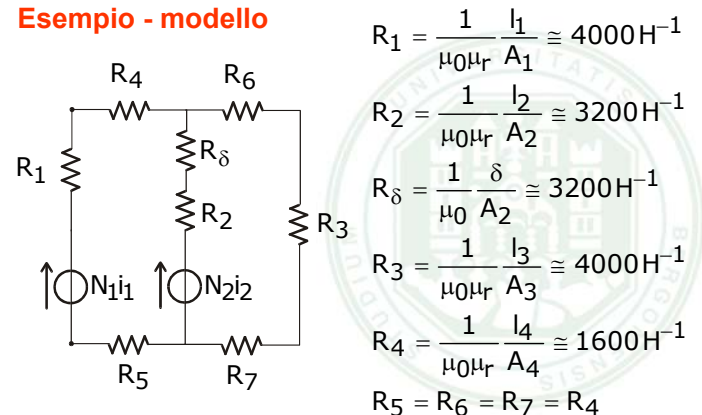 Esempio - modello
R₄
R₆
R₁
R_δ
R₂
R₃
N₁i₁
N₂i₂
R₅
R₇
R₁ = 1/(μ₀μᵣ) l₁/A₁ ≅ 4000 H⁻¹
R₂ = 1/(μ₀μᵣ) l₂/A₂ ≅ 3200 H⁻¹
R_δ = 1/μ₀ δ/A₂ ≅ 3200 H⁻¹
R₃ = 1/(μ₀μᵣ) l₃/A₃ ≅ 4000 H⁻¹
R₄ = 1/(μ₀μᵣ) l₄/A₄ ≅ 1600 H⁻¹
R₅ = R₆ = R₇ = R₄